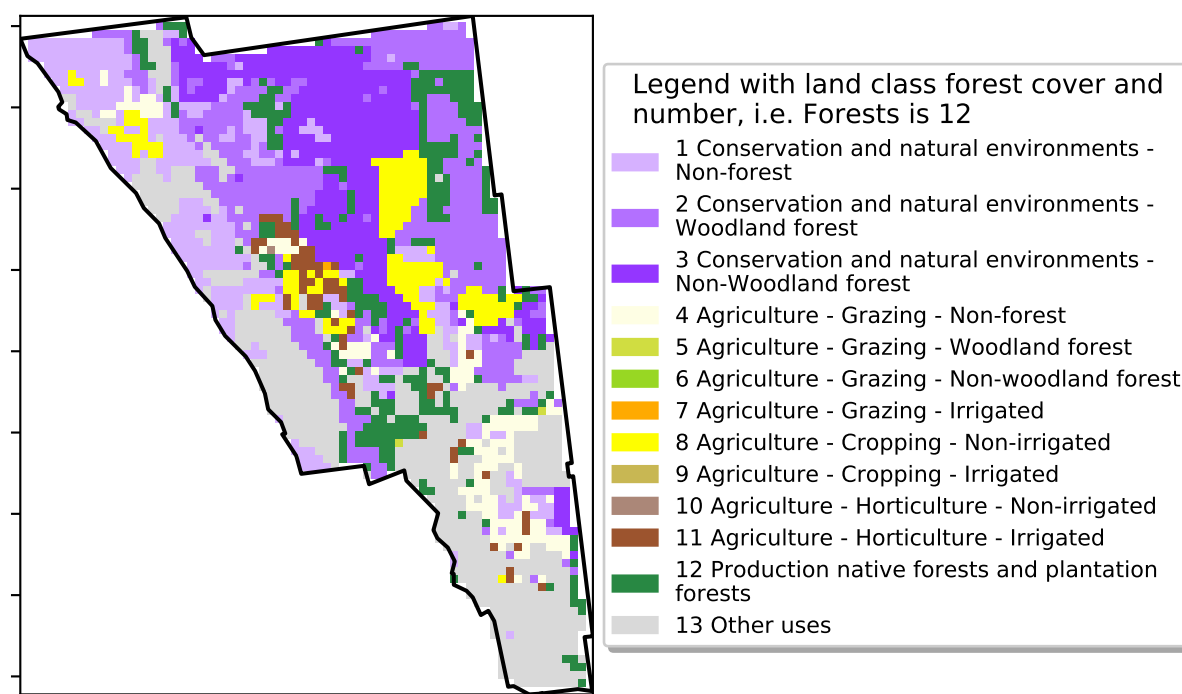 Legend with land class forest cover and
number, i.e. Forests is 12
1 Conservation and natural environments -
Non-forest
2 Conservation and natural environments -
Woodland forest
3 Conservation and natural environments -
Non-Woodland forest
4 Agriculture - Grazing - Non-forest
5 Agriculture - Grazing - Woodland forest
6 Agriculture - Grazing - Non-woodland forest
7 Agriculture - Grazing - Irrigated
8 Agriculture - Cropping - Non-irrigated
9 Agriculture - Cropping - Irrigated
10 Agriculture - Horticulture - Non-irrigated
11 Agriculture - Horticulture - Irrigated
12 Production native forests and plantation
forests
13 Other uses